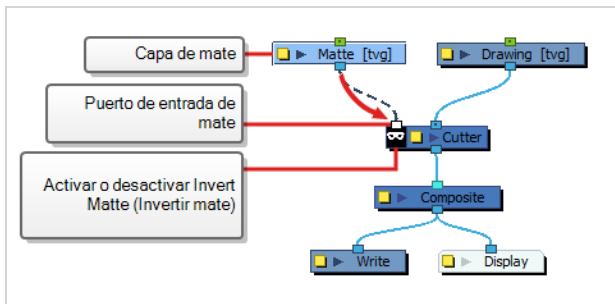 Capa de mate
Matte [tvg]
Drawing [tvg]
Puerto de entrada de
mate
Cutter
Activar o desactivar Invert
Matte (Invertir mate)
Composite
Write
Display